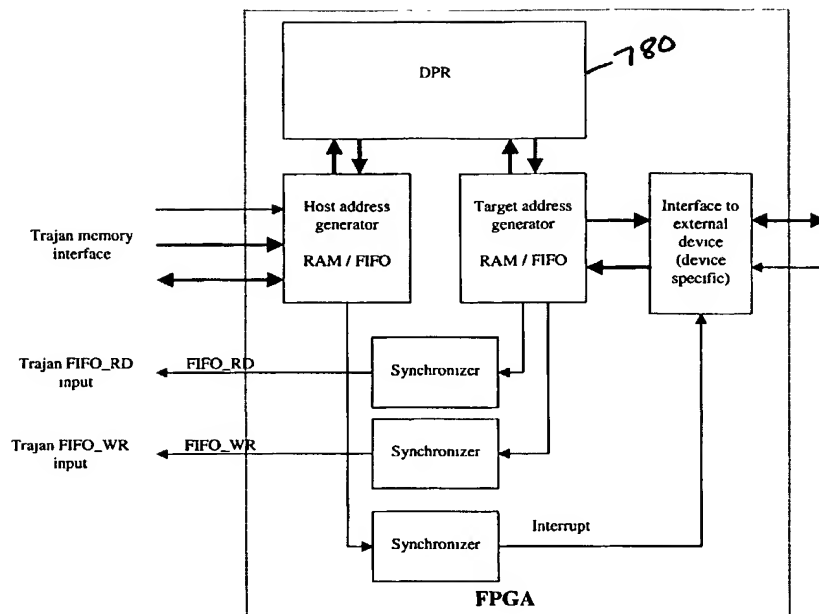 780
DPR
Host address
generator
RAM / FIFO
Target address
generator
RAM / FIFO
Interface to
external
device
(device
specific)
Trajan memory
interface
Trajan FIFO_RD
input
FIFO_RD
Synchronizer
Trajan FIFO_WR
input
FIFO_WR
Synchronizer
Synchronizer
Interrupt
FPGA